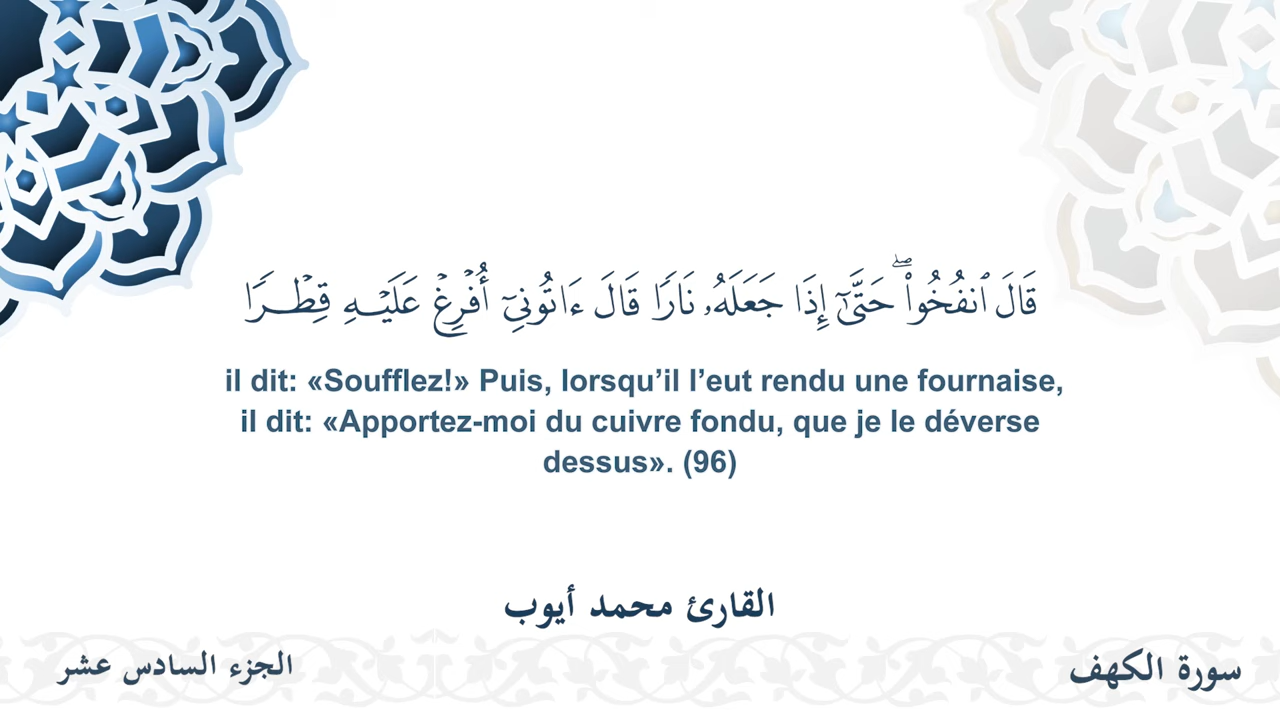 قَالَ ٱنفُخُوا۟ ۖ حَتَّىٰٓ إِذَا جَعَلَهُۥ نَارًا قَالَ ءَاتُونِىٓ أُفْرِغْ عَلَيْهِ قِطْرًا
il dit: «Soufflez!» Puis, lorsqu’il l’eut rendu une fournaise,
il dit: «Apportez-moi du cuivre fondu, que je le déverse
dessus». (96)
القارئ محمد أيوب
سورة الكهف
الجزء السادس عشر